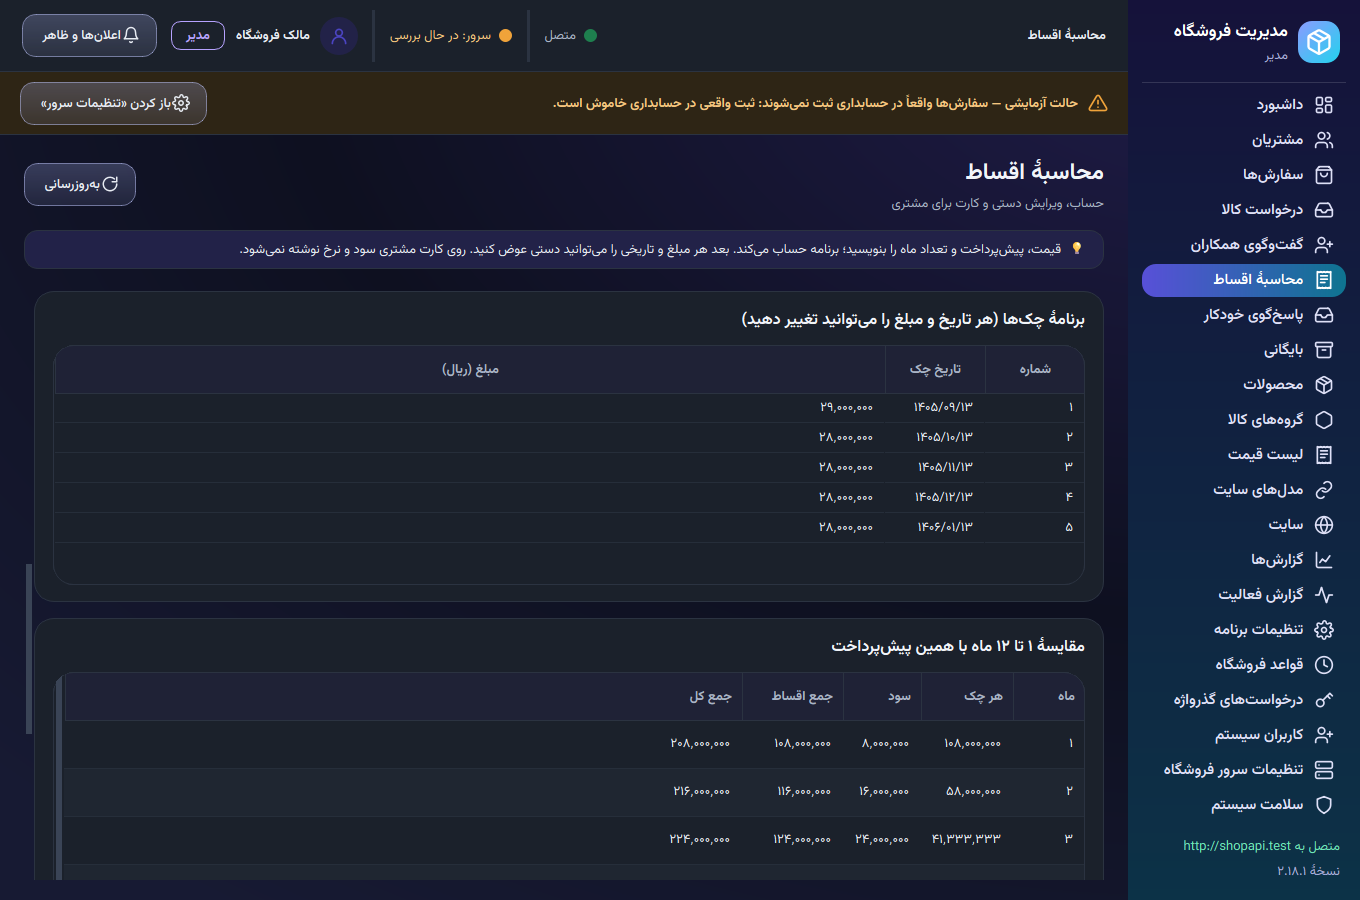 مدیریت فروشگاه
مدیر
داشبورد
مشتریان
سفارش‌ها
درخواست کالا
گفت‌وگوی همکاران
محاسبهٔ اقساط
پاسخ‌گوی خودکار
بایگانی
محصولات
گروه‌های کالا
لیست قیمت
مدل‌های سایت
سایت
گزارش‌ها
گزارش فعالیت
تنظیمات برنامه
قواعد فروشگاه
درخواست‌های گذرواژه
کاربران سیستم
تنظیمات سرور فروشگاه
سلامت سیستم
متصل به http://shopapi.test
نسخهٔ ۲.۱۸.۱
محاسبهٔ اقساط
متصل
سرور: در حال بررسی
مالک فروشگاه
مدیر
اعلان‌ها و ظاهر
حالت آزمایشی – سفارش‌ها واقعاً در حسابداری ثبت نمی‌شوند: ثبت واقعی در حسابداری خاموش است.
باز کردن «تنظیمات سرور»
محاسبهٔ اقساط
حساب، ویرایش دستی و کارت برای مشتری
به‌روزرسانی
قیمت، پیش‌پرداخت و تعداد ماه را بنویسید؛ برنامه حساب می‌کند. بعد هر مبلغ و تاریخی را می‌توانید دستی عوض کنید. روی کارت مشتری سود و نرخ نوشته نمی‌شود.
برنامهٔ چک‌ها (هر تاریخ و مبلغ را می‌توانید تغییر دهید)
شماره تاریخ چک مبلغ (ریال)
۱ ۱۴۰۵/۰۹/۱۳ ۲۹,۰۰۰,۰۰۰
۲ ۱۴۰۵/۱۰/۱۳ ۲۸,۰۰۰,۰۰۰
۳ ۱۴۰۵/۱۱/۱۳ ۲۸,۰۰۰,۰۰۰
۴ ۱۴۰۵/۱۲/۱۳ ۲۸,۰۰۰,۰۰۰
۵ ۱۴۰۶/۰۱/۱۳ ۲۸,۰۰۰,۰۰۰
مقایسهٔ ۱ تا ۱۲ ماه با همین پیش‌پرداخت
ماه هر چک سود جمع اقساط جمع کل
۱ ۱۰۸,۰۰۰,۰۰۰ ۸,۰۰۰,۰۰۰ ۱۰۸,۰۰۰,۰۰۰ ۲۰۸,۰۰۰,۰۰۰
۲ ۵۸,۰۰۰,۰۰۰ ۱۶,۰۰۰,۰۰۰ ۱۱۶,۰۰۰,۰۰۰ ۲۱۶,۰۰۰,۰۰۰
۳ ۴۱,۳۳۳,۳۳۳ ۲۴,۰۰۰,۰۰۰ ۱۲۴,۰۰۰,۰۰۰ ۲۲۴,۰۰۰,۰۰۰